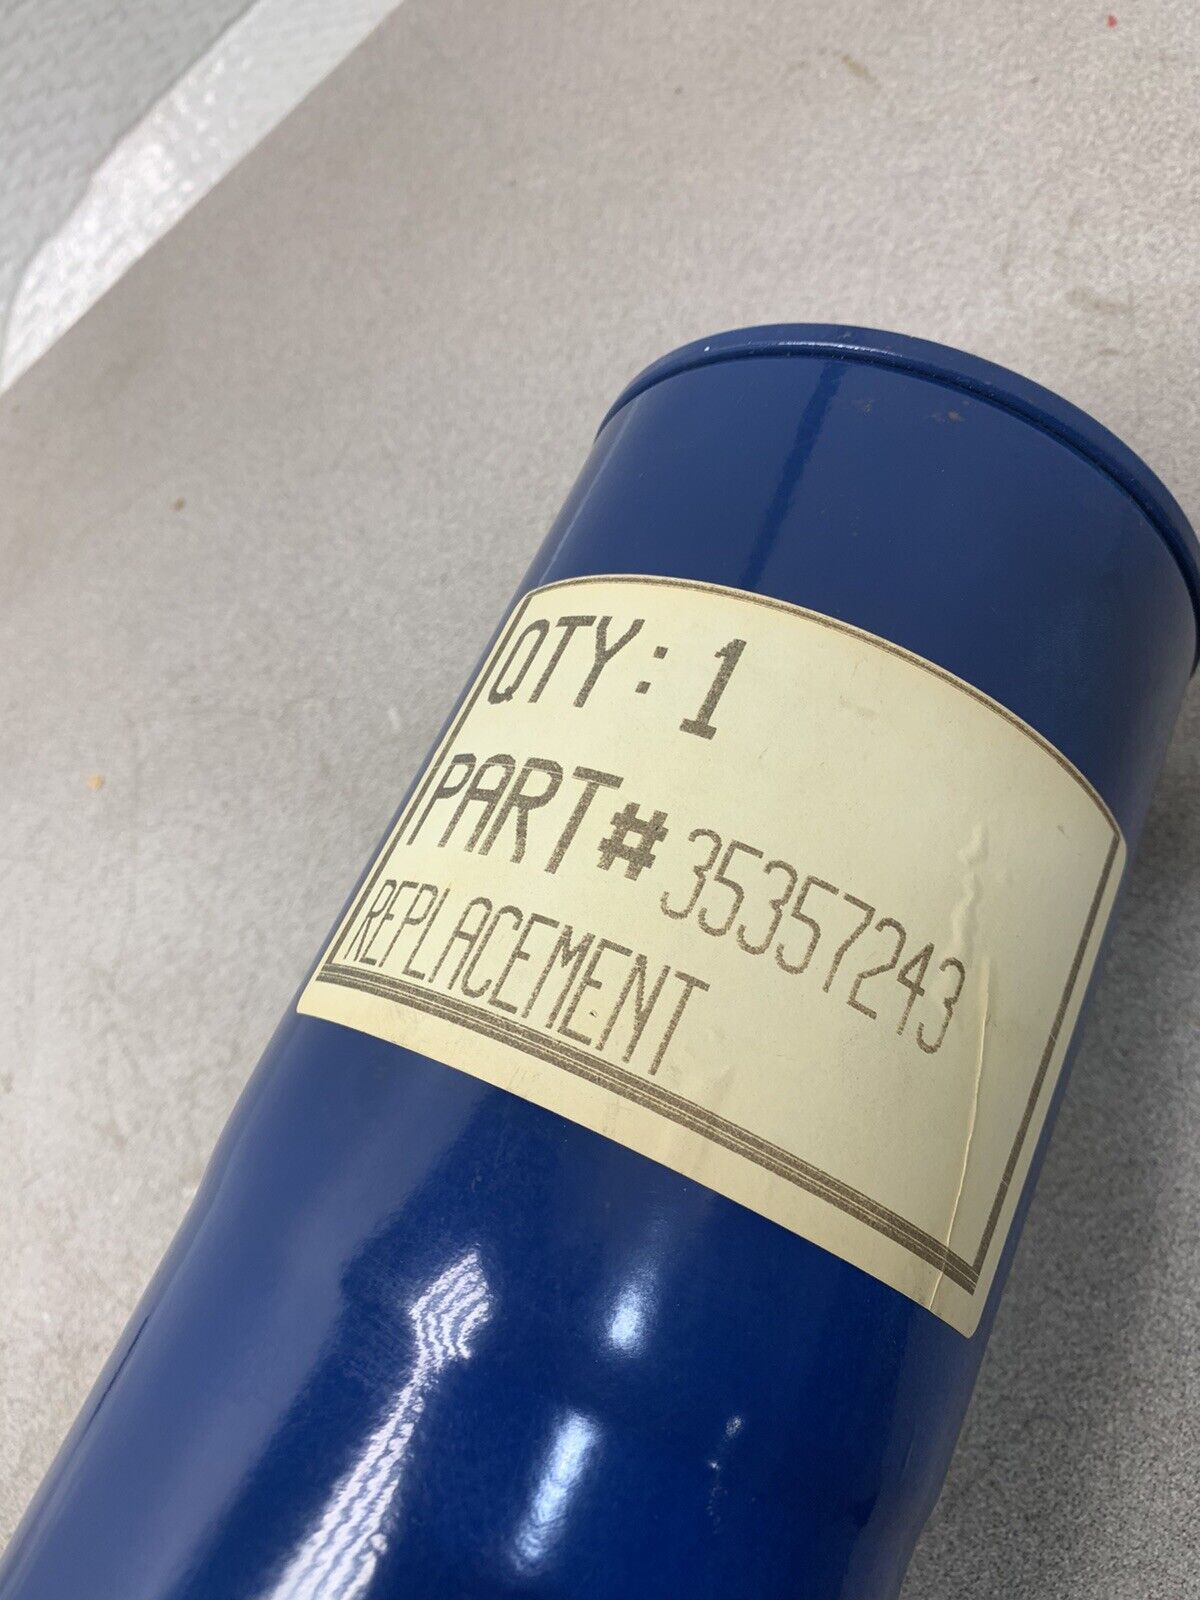 QTY: 1
PART# 35357243
REPLACEMENT